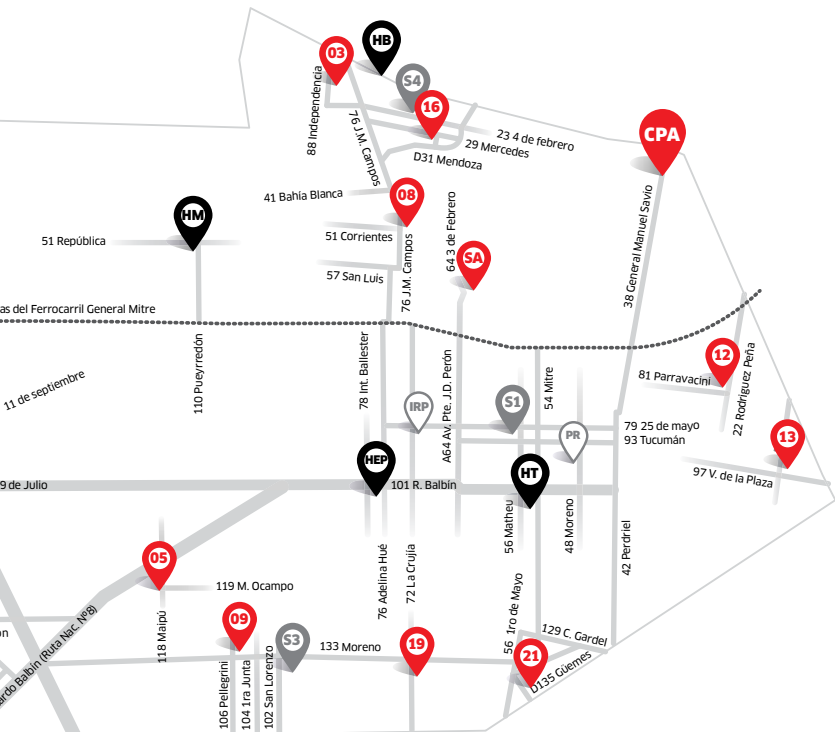 HB
03
S4
16
CPA
88 Independencia
76 J.M. Campos
23 4 de febrero
29 Mercedes
D31 Mendoza
41 Bahía Blanca
08
HM
51 República
51 Corrientes
57 San Luis
76 J.M. Campos
64 3 de Febrero
SA
38 General Manuel Savio
as del Ferrocarril General Mitre
110 Pueyrredón
78 Int. Ballester
A64 Av. Pte. J.D. Perón
54 Mitre
12
81 Parravacini
22 Rodriguez Peña
11 de septiembre
IRP
S1
PR
79 25 de mayo
93 Tucumán
13
97 V. de la Plaza
HEP
HT
9 de Julio
101 R. Balbín
56 Matheu
48 Moreno
42 Perdriel
05
119 M. Ocampo
118 Maipú
76 Adelina Hué
72 La Crujía
56 1ro de Mayo
129 C. Gardel
09
S3
133 Moreno
19
21
D135 Güemes
ón
ardo Balbín (Ruta Nac. Nº8)
106 Pellegrini
104 1ra Junta
102 San Lorenzo